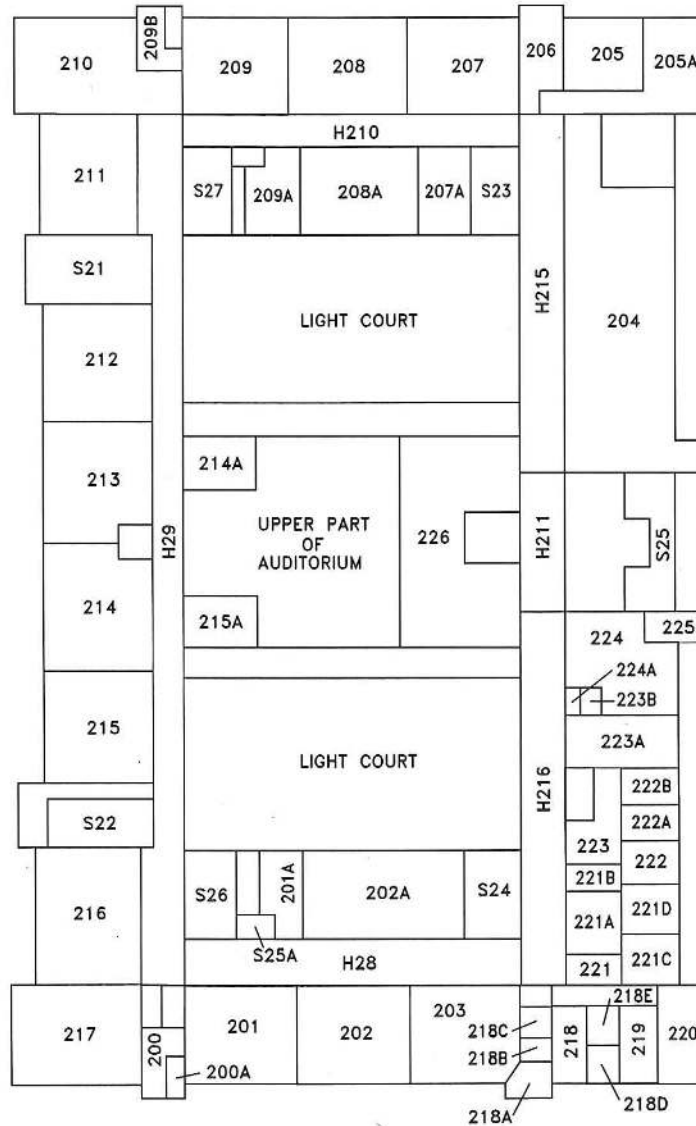 209B
210
209
208
207
206
205
205A
H210
211
S27
209A
208A
207A
S23
S21
H215
LIGHT COURT
204
212
214A
213
H29
UPPER PART
OF
AUDITORIUM
226
H211
S25
214
215A
224
225
224A
223B
215
223A
LIGHT COURT
H216
222B
S22
222A
223
222
216
S26
201A
202A
S24
221B
221D
221A
S25A
H28
221
221C
217
200
201
202
203
218C
218B
218
218E
219
220
200A
218A
218D